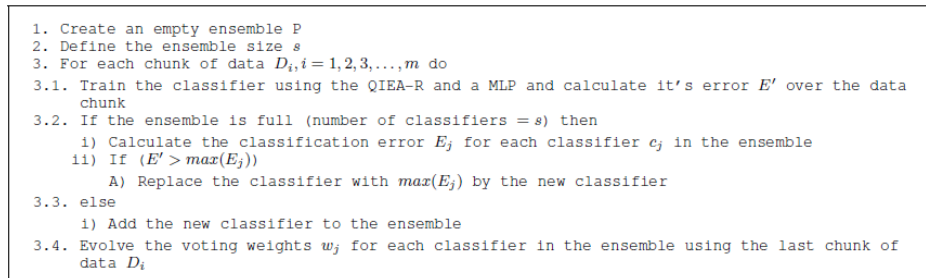 1. Create an empty ensemble P
2. Define the ensemble size s
3. For each chunk of data D_i, i = 1, 2, 3, ..., m do
3.1. Train the classifier using the QIEA-R and a MLP and calculate it's error E' over the data
chunk
3.2. If the ensemble is full (number of classifiers = s) then
i) Calculate the classification error E_j for each classifier c_j in the ensemble
ii) If (E' > max(E_j))
A) Replace the classifier with max(E_j) by the new classifier
3.3. else
i) Add the new classifier to the ensemble
3.4. Evolve the voting weights w_j for each classifier in the ensemble using the last chunk of
data D_i